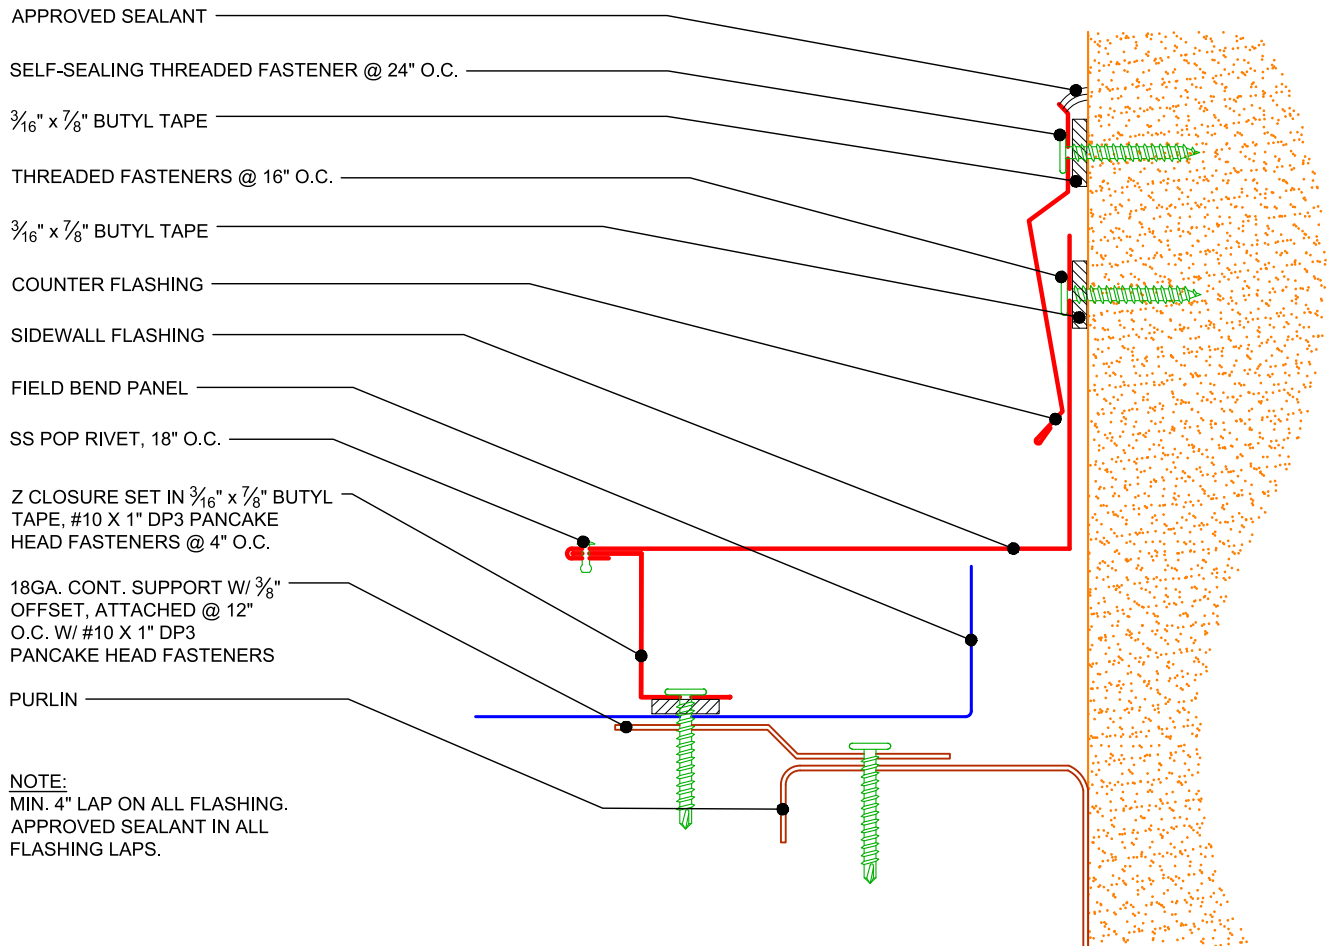 APPROVED SEALANT
SELF-SEALING THREADED FASTENER @ 24" O.C.
3/16" x 7/8" BUTYL TAPE
THREADED FASTENERS @ 16" O.C.
3/16" x 7/8" BUTYL TAPE
COUNTER FLASHING
SIDEWALL FLASHING
FIELD BEND PANEL
SS POP RIVET, 18" O.C.
Z CLOSURE SET IN 3/16" x 7/8" BUTYL
TAPE, #10 X 1" DP3 PANCAKE
HEAD FASTENERS @ 4" O.C.
18GA. CONT. SUPPORT W/ 3/8"
OFFSET, ATTACHED @ 12"
O.C. W/ #10 X 1" DP3
PANCAKE HEAD FASTENERS
PURLIN
NOTE:
MIN. 4" LAP ON ALL FLASHING.
APPROVED SEALANT IN ALL
FLASHING LAPS.